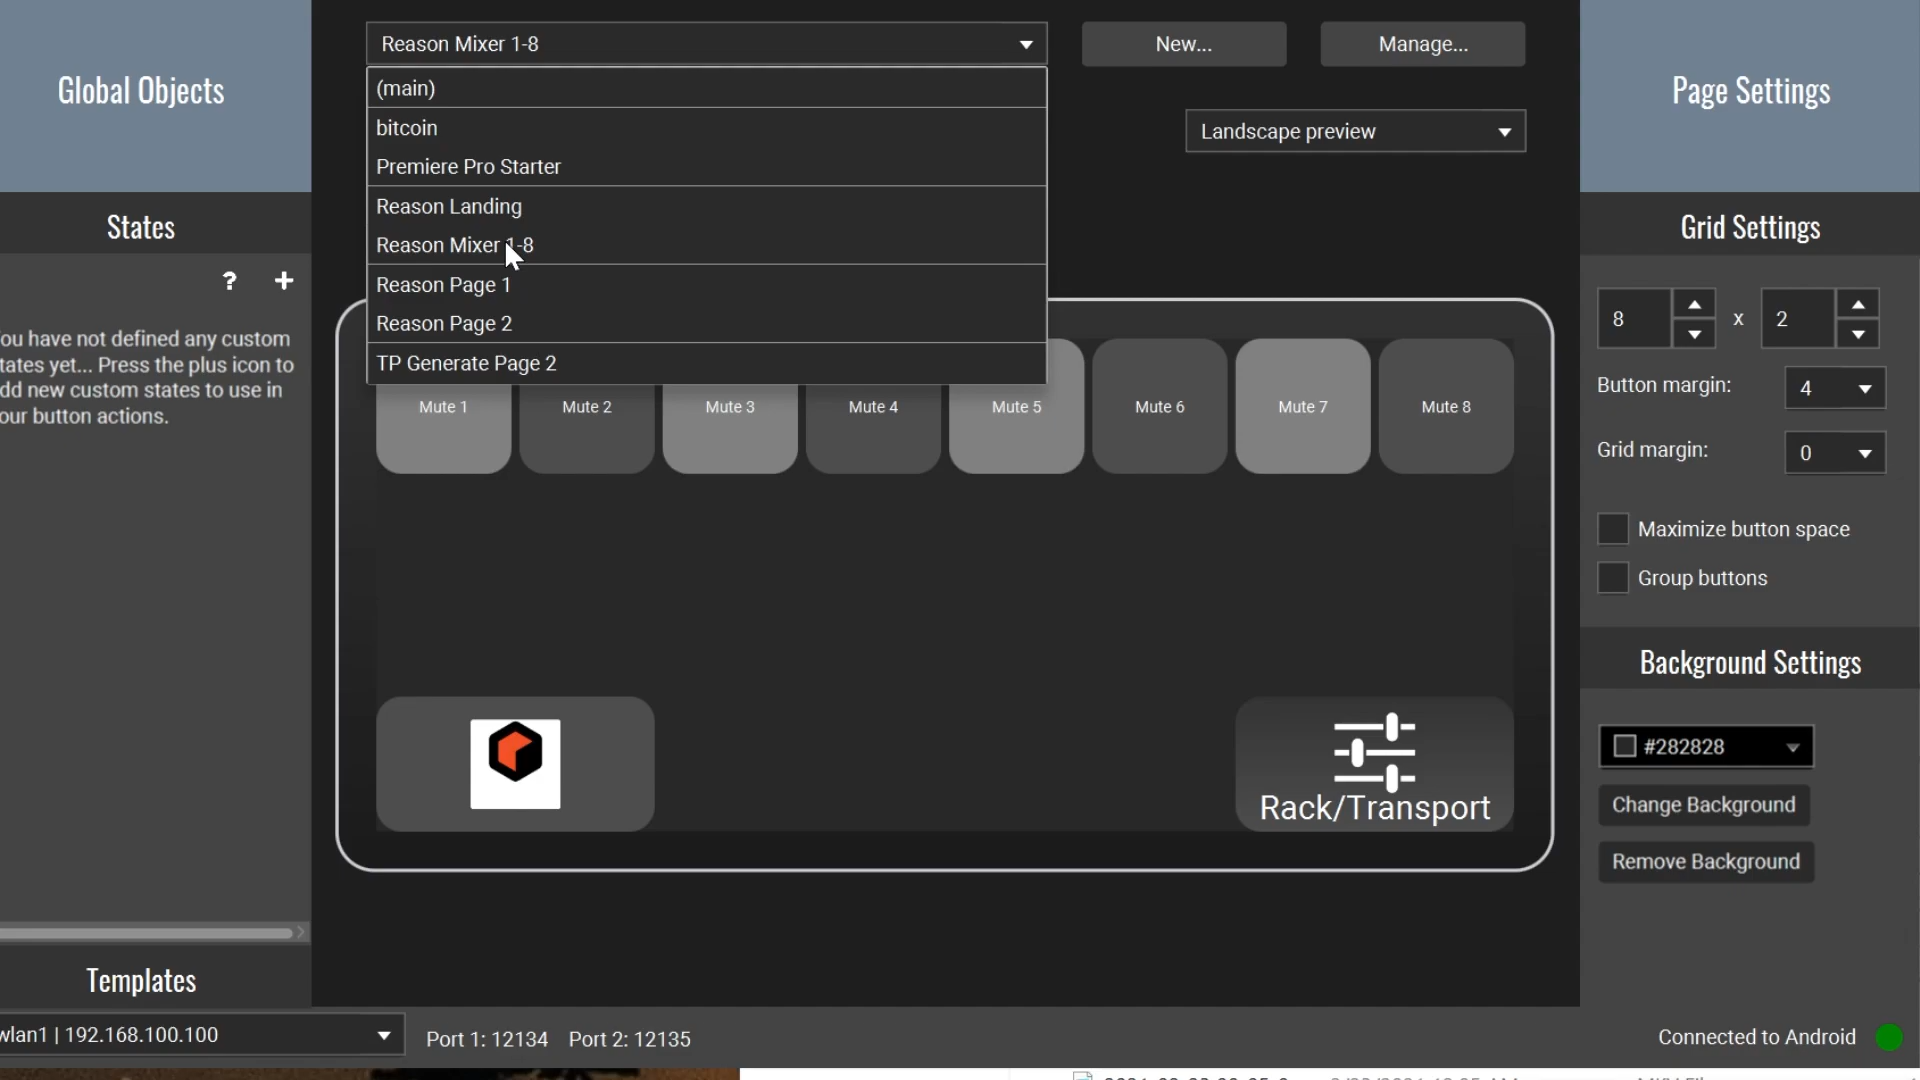 Global Objects
Reason Mixer 1-8
New...
Manage...
Page Settings
(main)
bitcoin
Premiere Pro Starter
Reason Landing
Reason Mixer 1-8
Reason Page 1
Reason Page 2
TP Generate Page 2
Landscape preview
States
?
+
ou have not defined any custom
tates yet... Press the plus icon to
dd new custom states to use in
our button actions.
Grid Settings
8 x 2
Button margin: 4
Grid margin: 0
Maximize button space
Group buttons
Mute 1
Mute 2
Mute 3
Mute 4
Mute 5
Mute 6
Mute 7
Mute 8
Rack/Transport
Background Settings
#282828
Change Background
Remove Background
Templates
wlan1 | 192.168.100.100
Port 1: 12134
Port 2: 12135
Connected to Android